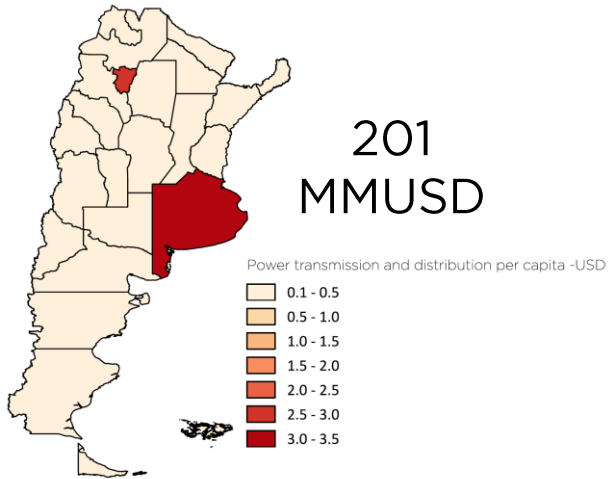 201
MMUSD
Power transmission and distribution per capita -USD
0.1 - 0.5
0.5 - 1.0
1.0 - 1.5
1.5 - 2.0
2.0 - 2.5
2.5 - 3.0
3.0 - 3.5